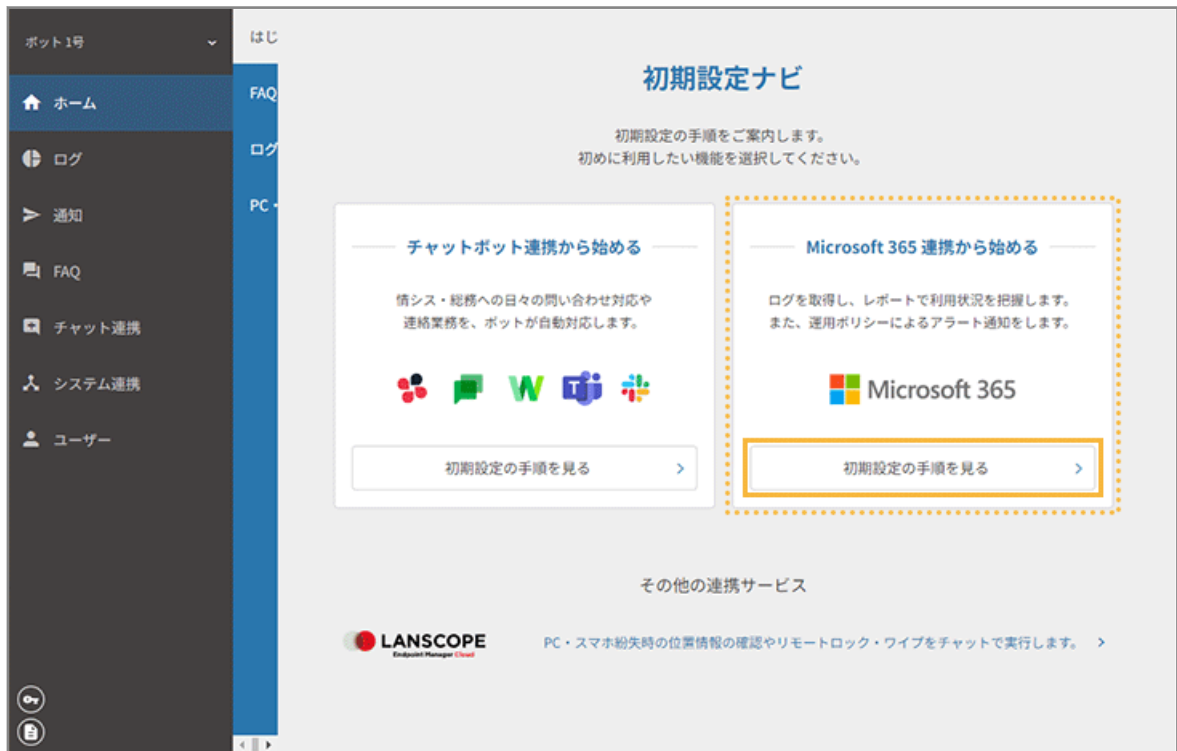 ボット1号
ホーム
ログ
通知
FAQ
チャット連携
システム連携
ユーザー
はじ
FAQ
ログ
PC・
初期設定ナビ
初期設定の手順をご案内します。
初めに利用したい機能を選択してください。
チャットボット連携から始める
情シス・総務への日々の問い合わせ対応や
連絡業務を、ボットが自動対応します。
初期設定の手順を見る
Microsoft 365 連携から始める
ログを取得し、レポートで利用状況を把握します。
また、運用ポリシーによるアラート通知をします。
Microsoft 365
初期設定の手順を見る
その他の連携サービス
LANSCOPE
Endpoint Manager Cloud
PC・スマホ紛失時の位置情報の確認やリモートロック・ワイプをチャットで実行します。